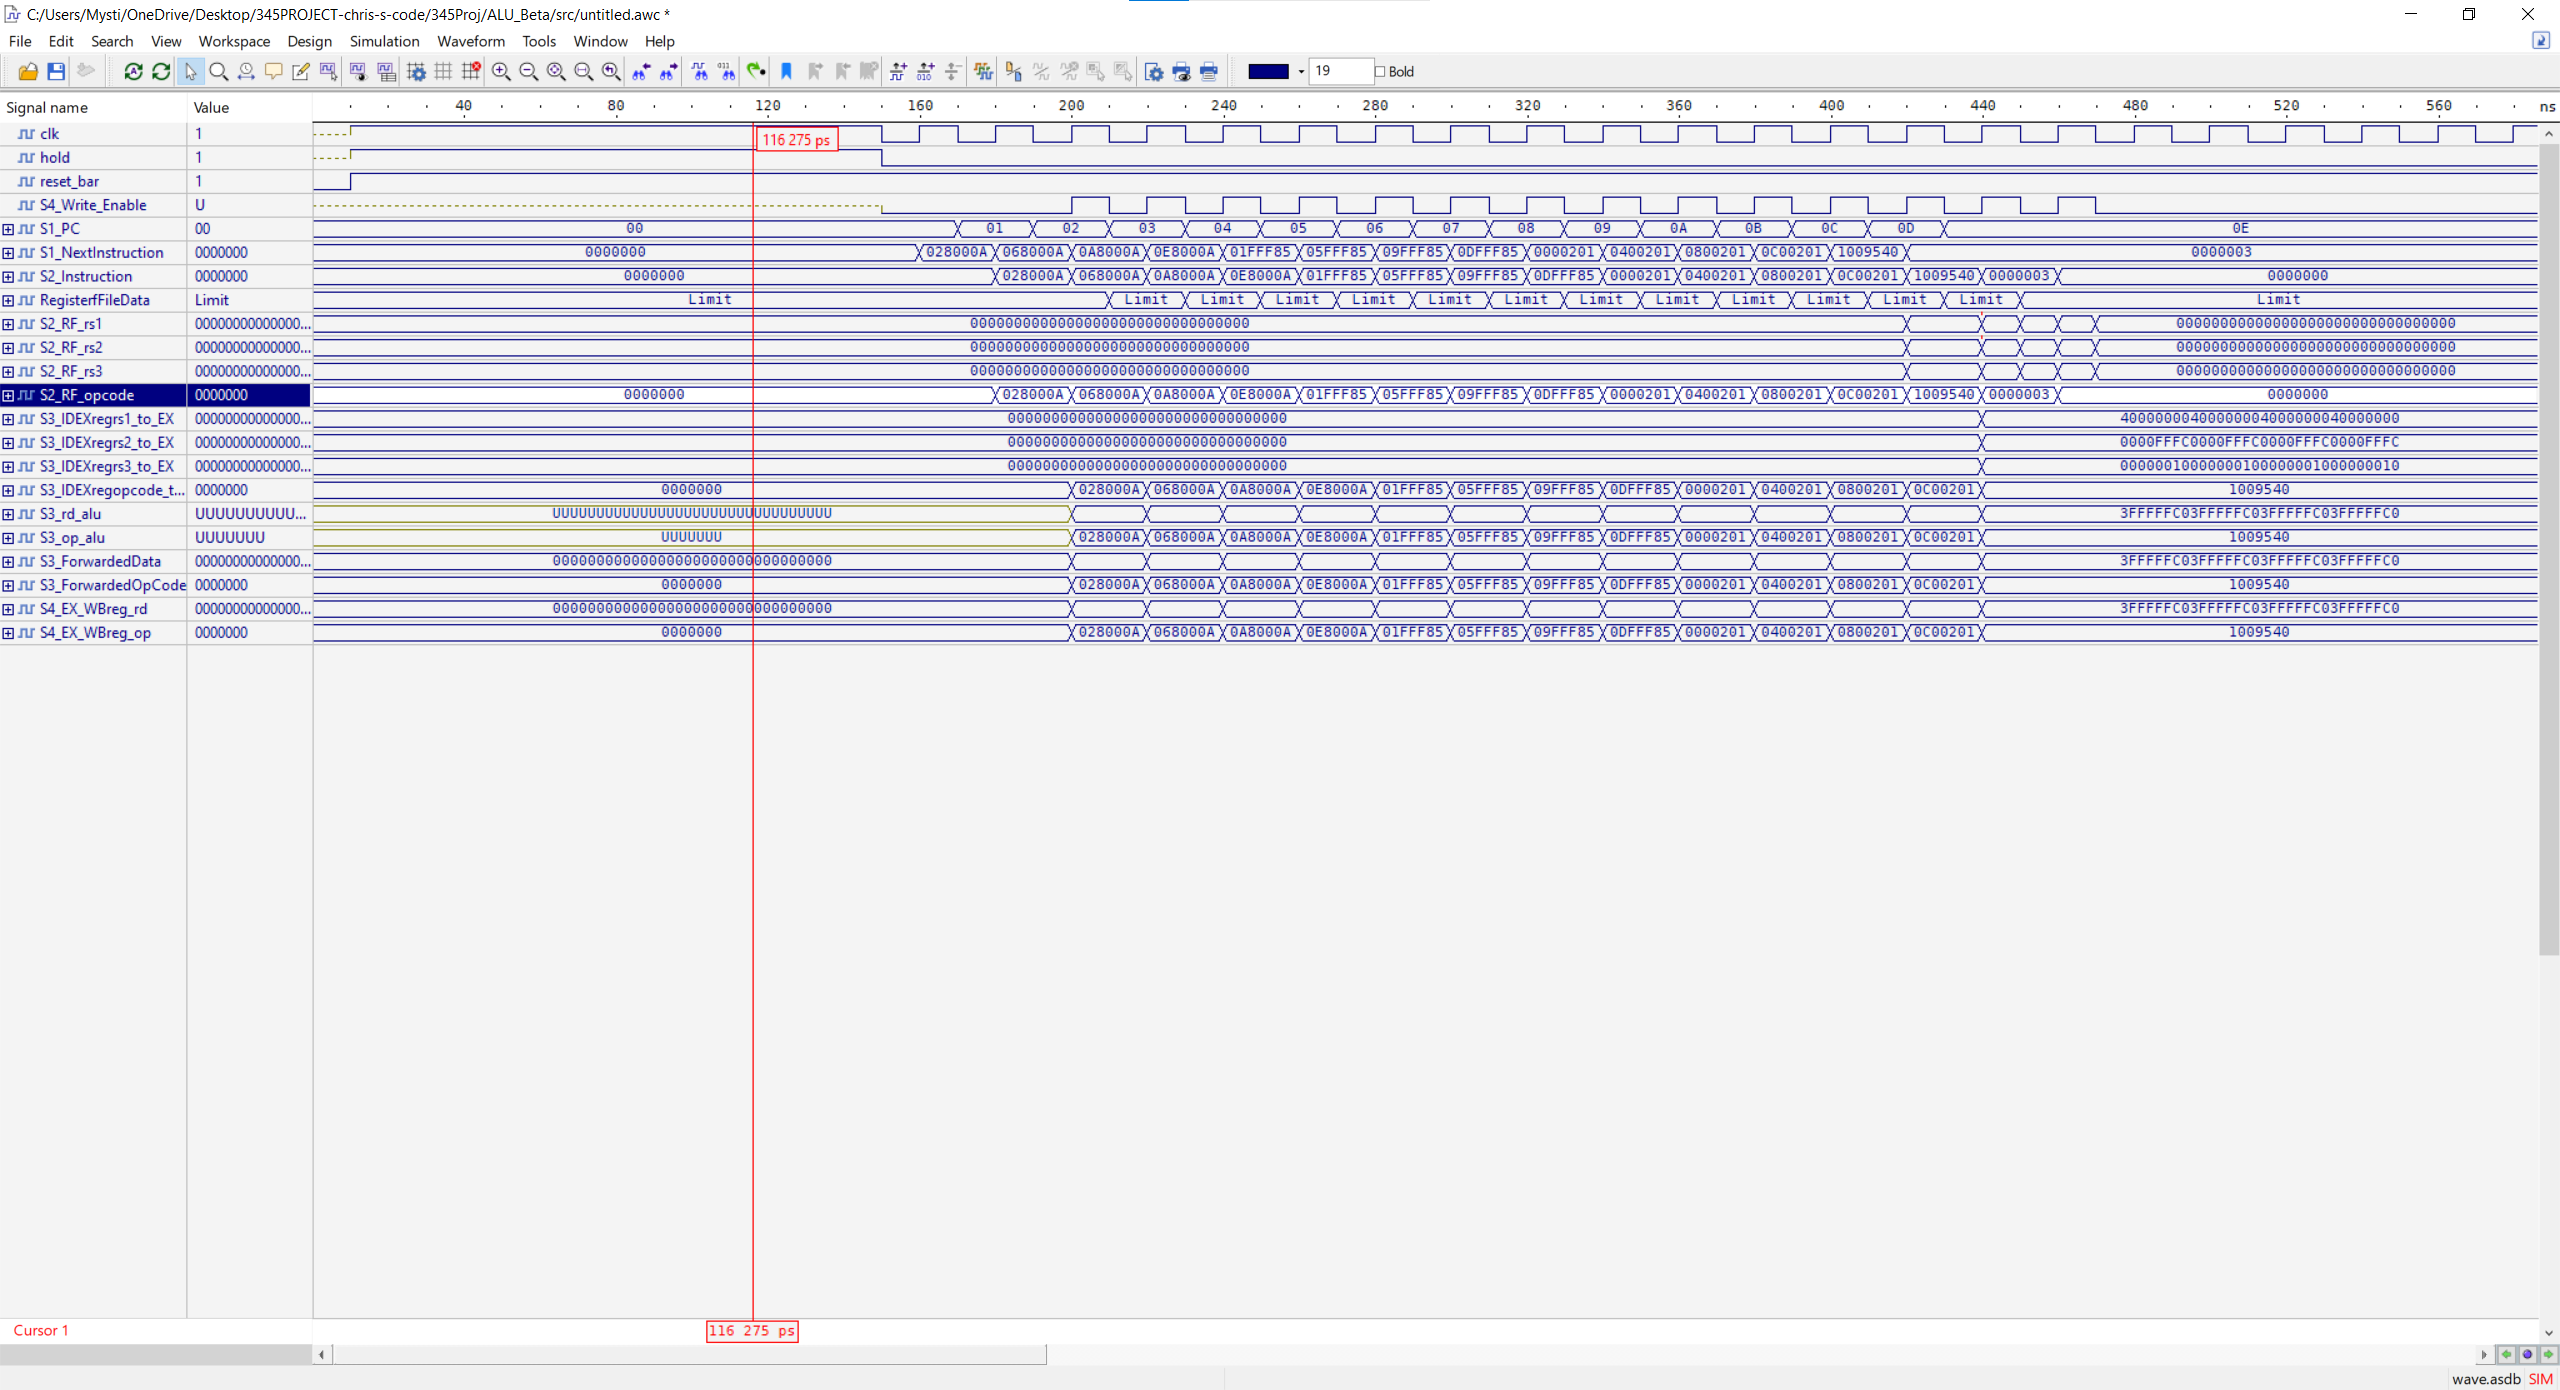 C:/Users/Mysti/OneDrive/Desktop/345PROJECT-chris-s-code/345Proj/ALU_Beta/src/untitled.awc *
File Edit Search View Workspace Design Simulation Waveform Tools Window Help
19 Bold
Signal name Value 40 80 120 160 200 240 280 320 360 400 440 480 520 560 ns
clk 1
116 275 ps
hold 1
reset_bar 1
S4_Write_Enable U
S1_PC 00 00 01 02 03 04 05 06 07 08 09 0A 0B 0C 0D 0E
S1_NextInstruction 0000000 0000000 028000A 068000A 0A8000A 0E8000A 01FFF85 05FFF85 09FFF85 0DFFF85 0000201 0400201 0800201 0C00201 1009540 0000003
S2_Instruction 0000000 0000000 028000A 068000A 0A8000A 0E8000A 01FFF85 05FFF85 09FFF85 0DFFF85 0000201 0400201 0800201 0C00201 1009540 0000003 0000000
RegisterfFileData Limit Limit Limit Limit Limit Limit Limit Limit Limit Limit Limit Limit Limit Limit Limit
S2_RF_rs1 00000000000000... 00000000000000000000000000000000 00000000000000000000000000000000
S2_RF_rs2 00000000000000... 00000000000000000000000000000000 00000000000000000000000000000000
S2_RF_rs3 00000000000000... 00000000000000000000000000000000 00000000000000000000000000000000
S2_RF_opcode 0000000 0000000 028000A 068000A 0A8000A 0E8000A 01FFF85 05FFF85 09FFF85 0DFFF85 0000201 0400201 0800201 0C00201 1009540 0000003 0000000
S3_IDEXregrs1_to_EX 00000000000000... 00000000000000000000000000000000 40000000400000004000000040000000
S3_IDEXregrs2_to_EX 00000000000000... 00000000000000000000000000000000 0000FFFC0000FFFC0000FFFC0000FFFC
S3_IDEXregrs3_to_EX 00000000000000... 00000000000000000000000000000000 00000010000000100000001000000010
S3_IDEXregopcode_t... 0000000 0000000 028000A 068000A 0A8000A 0E8000A 01FFF85 05FFF85 09FFF85 0DFFF85 0000201 0400201 0800201 0C00201 1009540
S3_rd_alu UUUUUUUUUU... UUUUUUUUUUUUUUUUUUUUUUUUUUUUUUUU 3FFFFFC03FFFFFC03FFFFFC03FFFFFC0
S3_op_alu UUUUUUU UUUUUUU 028000A 068000A 0A8000A 0E8000A 01FFF85 05FFF85 09FFF85 0DFFF85 0000201 0400201 0800201 0C00201 1009540
S3_ForwardedData 00000000000000... 00000000000000000000000000000000 3FFFFFC03FFFFFC03FFFFFC03FFFFFC0
S3_ForwardedOpCode 0000000 0000000 028000A 068000A 0A8000A 0E8000A 01FFF85 05FFF85 09FFF85 0DFFF85 0000201 0400201 0800201 0C00201 1009540
S4_EX_WBreg_rd 00000000000000... 00000000000000000000000000000000 3FFFFFC03FFFFFC03FFFFFC03FFFFFC0
S4_EX_WBreg_op 0000000 0000000 028000A 068000A 0A8000A 0E8000A 01FFF85 05FFF85 09FFF85 0DFFF85 0000201 0400201 0800201 0C00201 1009540
Cursor 1 116 275 ps
wave.asdb SIM